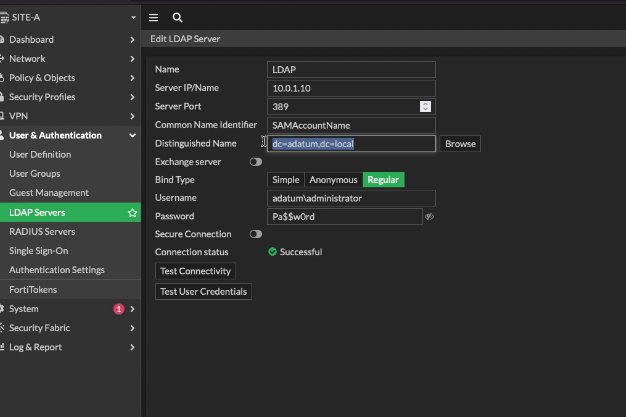 SITE-A
Dashboard
Network
Policy & Objects
Security Profiles
VPN
User & Authentication
User Definition
User Groups
Guest Management
LDAP Servers
RADIUS Servers
Single Sign-On
Authentication Settings
FortiTokens
System 1
Security Fabric
Log & Report
Edit LDAP Server
Name LDAP
Server IP/Name 10.0.1.10
Server Port 389
Common Name Identifier SAMAccountName
Distinguished Name dc=adatum,dc=local Browse
Exchange server
Bind Type Simple Anonymous Regular
Username adatum\administrator
Password Pa$$w0rd
Secure Connection
Connection status Successful
Test Connectivity
Test User Credentials